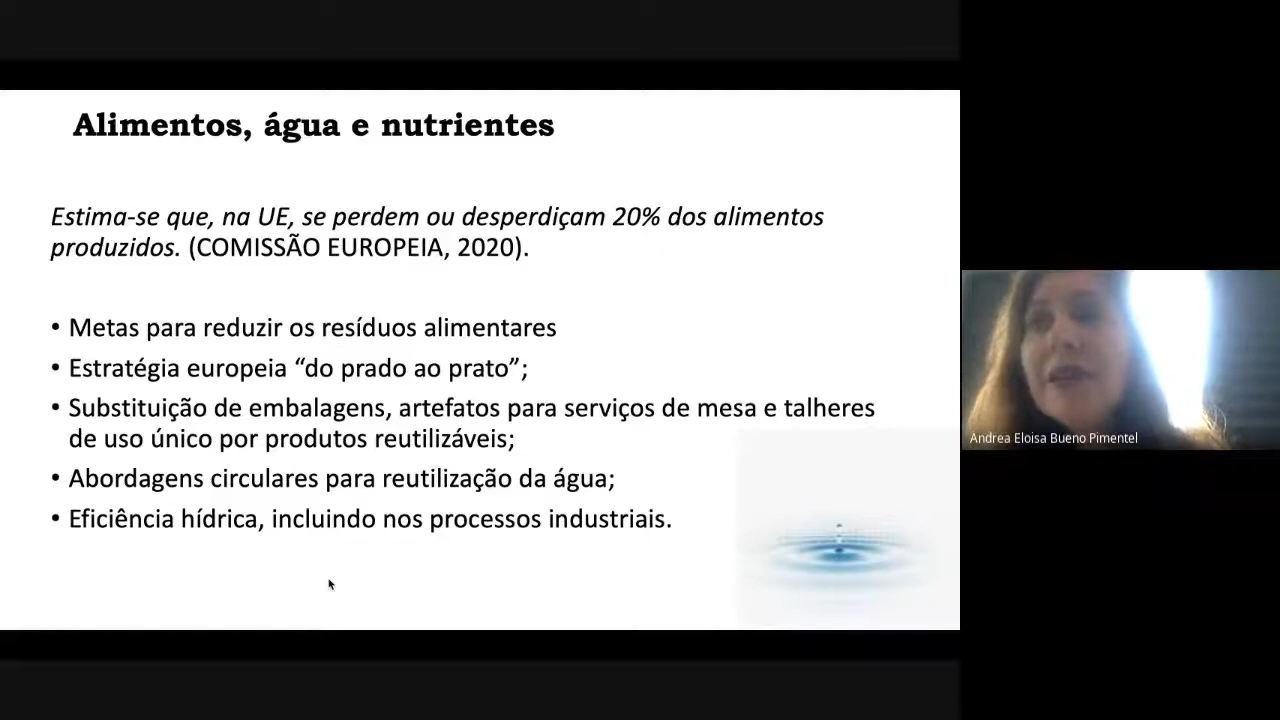 Alimentos, água e nutrientes
Estima-se que, na UE, se perdem ou desperdiçam 20% dos alimentos
produzidos. (COMISSÃO EUROPEIA, 2020).
• Metas para reduzir os resíduos alimentares
• Estratégia europeia “do prado ao prato”;
• Substituição de embalagens, artefatos para serviços de mesa e talheres
de uso único por produtos reutilizáveis;
• Abordagens circulares para reutilização da água;
• Eficiência hídrica, incluindo nos processos industriais.
Andrea Eloisa Bueno Pimentel